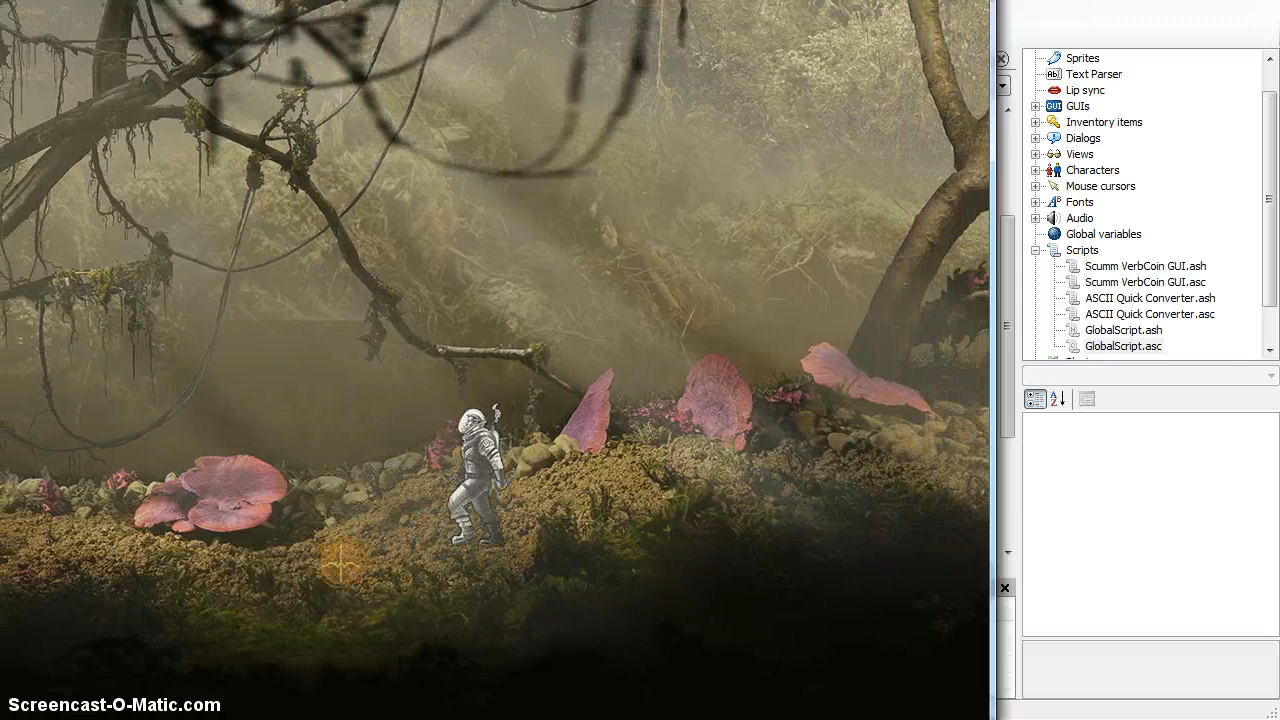 Sprites
Text Parser
Lip sync
GUIs
Inventory items
Dialogs
Views
Characters
Mouse cursors
Fonts
Audio
Global variables
Scripts
Scumm VerbCoin GUI.ash
Scumm VerbCoin GUI.asc
ASCII Quick Converter.ash
ASCII Quick Converter.asc
GlobalScript.ash
GlobalScript.asc
Screencast-O-Matic.com